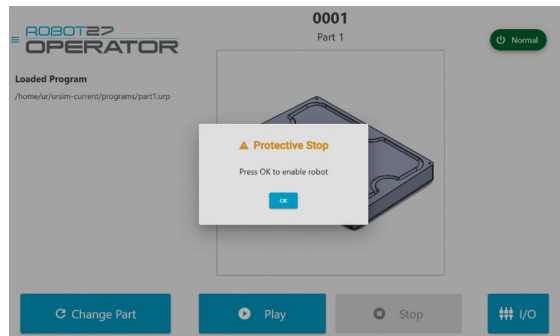 ROBOT27
OPERATOR
0001
Part 1
Normal
Loaded Program
/home/ur/ursim-current/programs/part1.urp
Protective Stop
Press OK to enable robot
OK
Change Part
Play
Stop
I/O